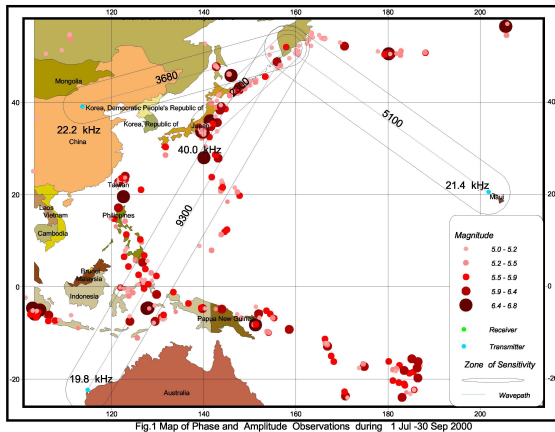 120 140 160 180 200
Mongolia
3680
2300
40 40
Korea, Democratic People's Republic of
22.2 kHz
Korea, Republic of
Japan
China
40.0 kHz
5100
21.4 kHz
Taiwan
20 20
Maui
Laos
Vietnam
Philippines
9300
Cambodia
Magnitude
5.0 - 5.2
5.2 - 5.5
5.5 - 5.9
5.9 - 6.4
6.4 - 6.8
Brunei
Malaysia
0 0
Indonesia
Papua New Guinea
Receiver
Transmitter
Zone of Sensitivity
Wavepath
19.8 kHz
-20 -20
Australia
120 140 160 180 200
Fig.1 Map of Phase and Amplitude Observations during 1 Jul -30 Sep 2000